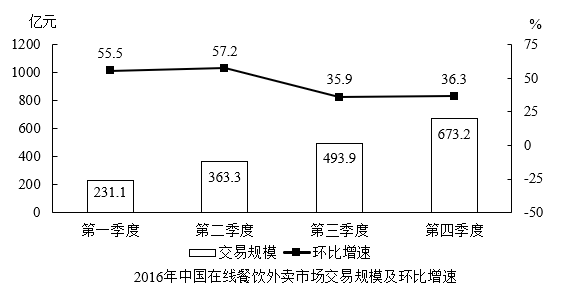 亿元 %
1200 75
1000 50
800 25
600 0
400 -25
200 -50
0
55.5 57.2 35.9 36.3
231.1 363.3 493.9 673.2
第一季度 第二季度 第三季度 第四季度
交易规模 环比增速
2016年中国在线餐饮外卖市场交易规模及环比增速